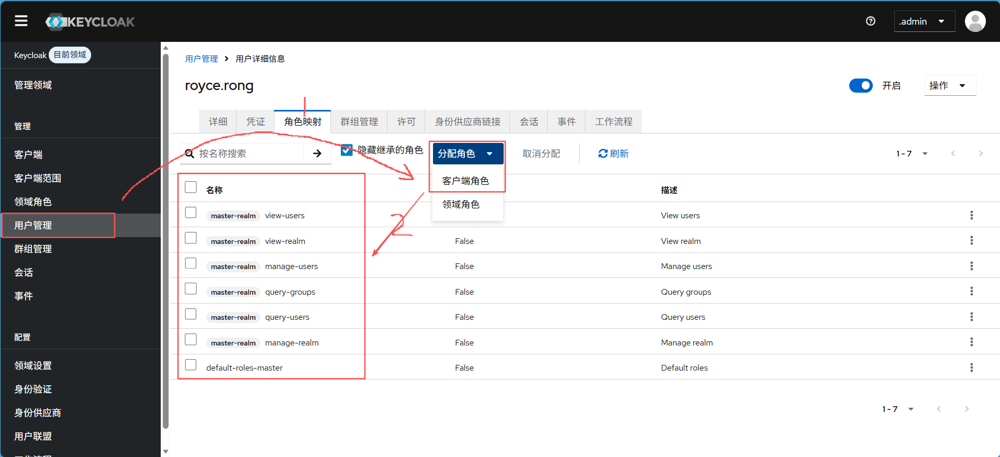 KEYCLOAK
.admin
Keycloak 目前领域
管理领域
管理
客户端
客户端范围
领域角色
用户管理
群组管理
会话
事件
配置
领域设置
身份验证
身份供应商
用户联盟
用户管理 > 用户详细信息
royce.rong
开启
操作
详细 凭证 角色映射 群组管理 许可 身份供应商链接 会话 事件 工作流程
1
按名称搜索
隐藏继承的角色
分配角色
取消分配
刷新
1 - 7
客户端角色
领域角色
2
名称 描述
master-realm view-users View users
master-realm view-realm False View realm
master-realm manage-users False Manage users
master-realm query-groups False Query groups
master-realm query-users False Query users
master-realm manage-realm False Manage realm
default-roles-master False Default roles
1 - 7